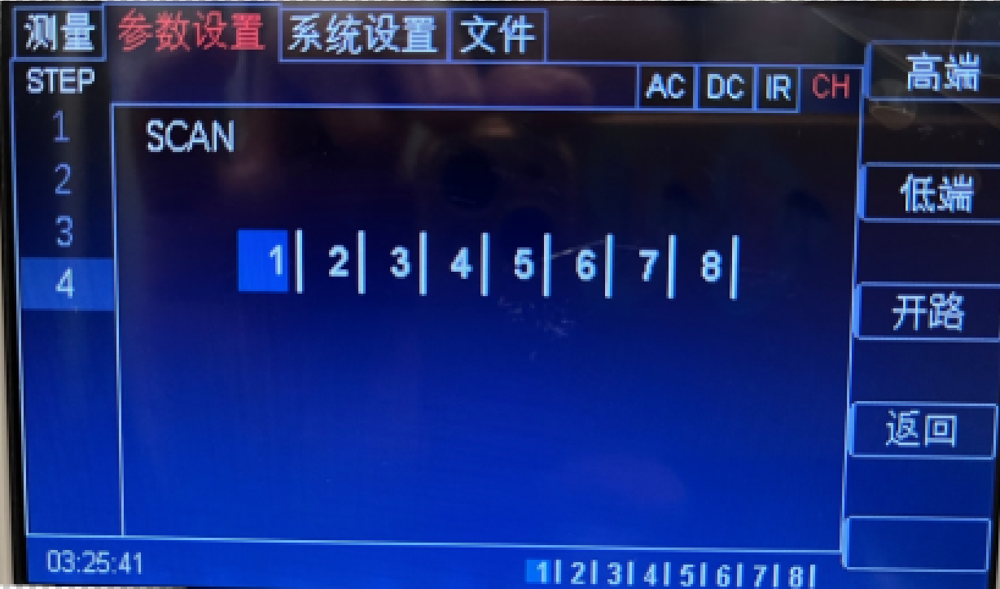 测量 参数设置 系统设置 文件
STEP AC DC IR CH 高端
1
SCAN
2 低端
3
1| 2| 3| 4| 5| 6| 7| 8|
4
开路
返回
03:25:41 1| 2| 3| 4| 5| 6| 7| 8|